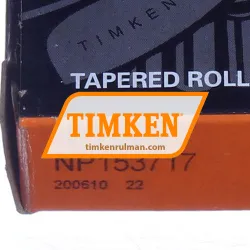 TIMKEN
TAPERED ROLL
TIMKEN
timkenrulman.com
NP153717
200610 22